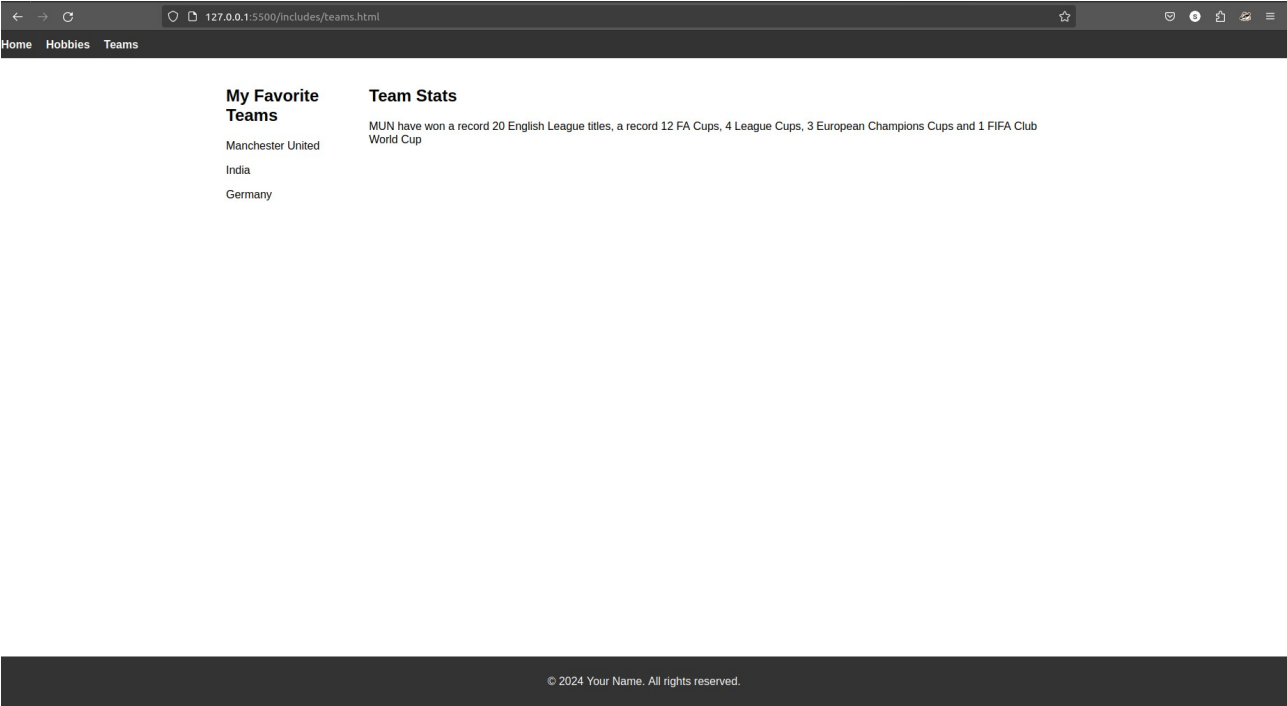 127.0.0.1:5500/includes/teams.html
S
Home Hobbies Teams
My Favorite
Teams
Manchester United
India
Germany
Team Stats
MUN have won a record 20 English League titles, a record 12 FA Cups, 4 League Cups, 3 European Champions Cups and 1 FIFA Club
World Cup
© 2024 Your Name. All rights reserved.